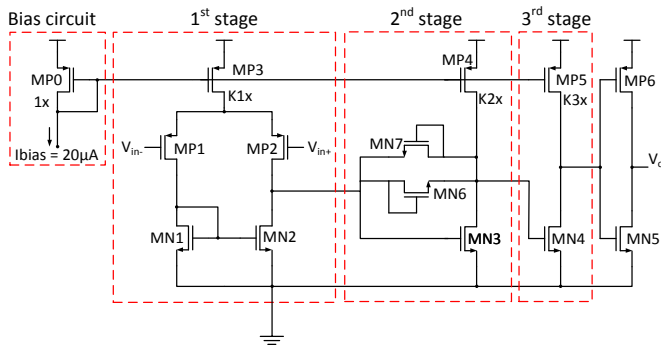 Bias circuit
1st stage
2nd stage
3rd stage
MP0
1x
Ibias = 20µA
MP3
K1x
MP4
K2x
MP5
K3x
MP6
Vin-
MP1
MP2
Vin+
MN7
MN6
MN1
MN2
MN3
MN4
MN5